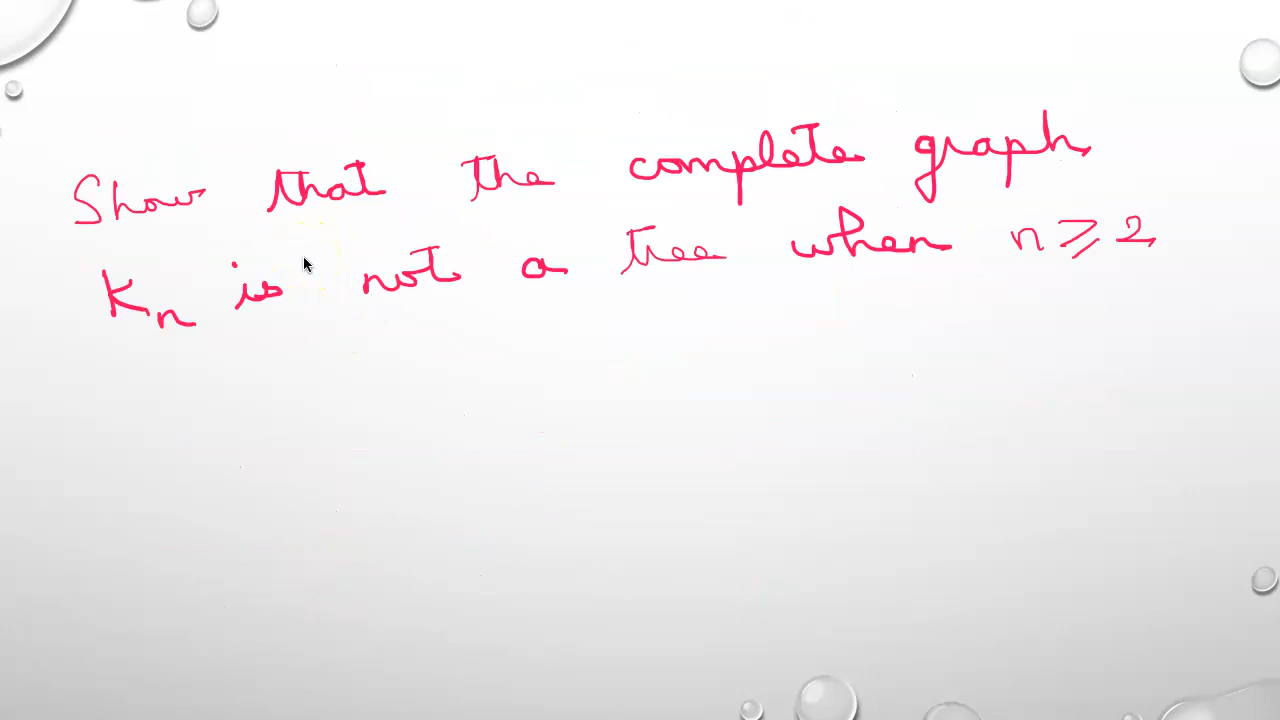 Show that the complete graph
Kn is not a tree when n ⩾ 2